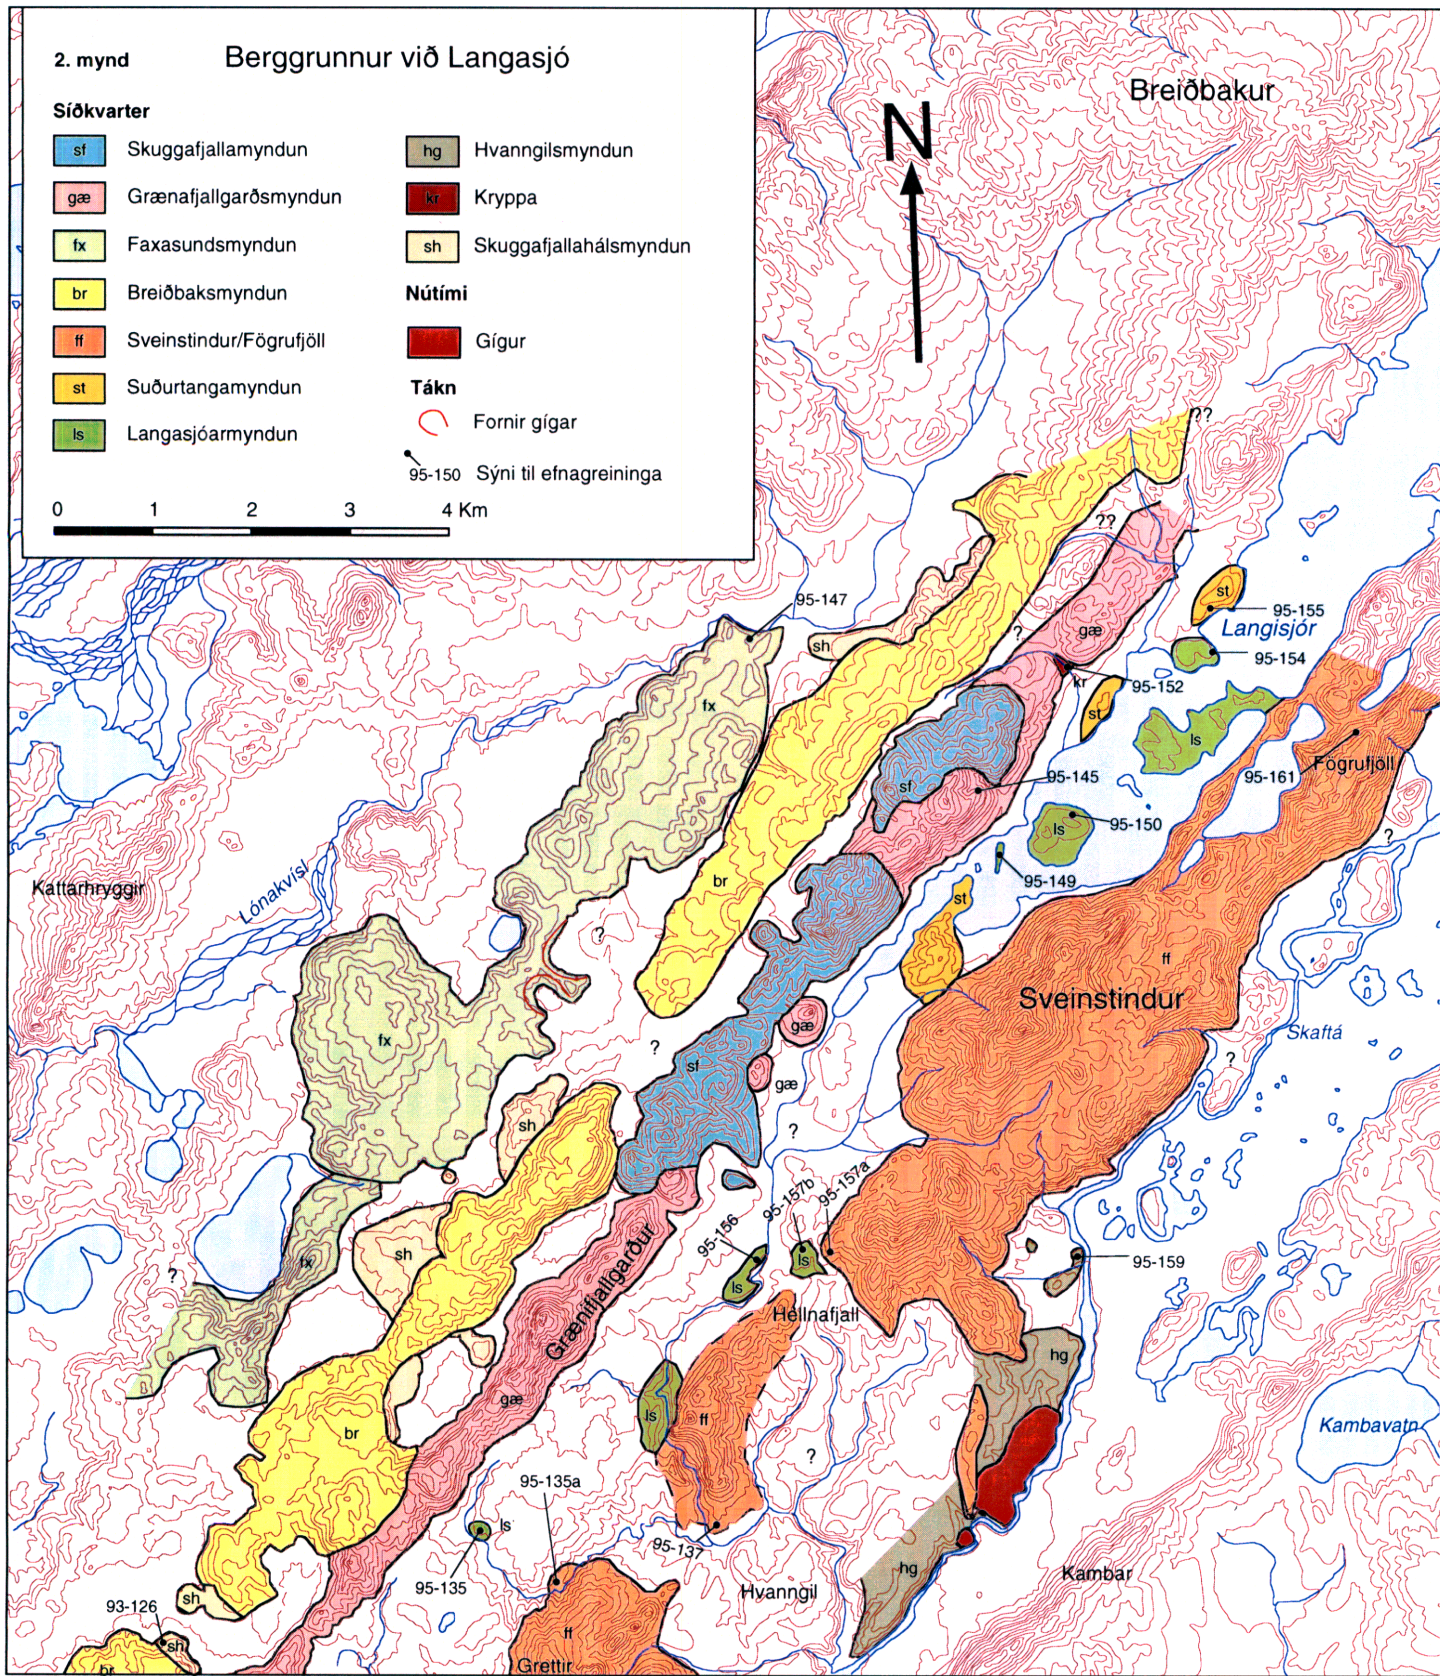 2. mynd
Berggrunnur við Langasjó
Síðkvarter
sf Skuggafjallamyndun
gæ Grænafjallgarðsmyndun
fx Faxasundsmyndun
br Breiðbaksmyndun
ff Sveinstindur/Fögrufjöll
st Suðurtangamyndun
ls Langasjóarmyndun
hg Hvanngilsmyndun
kr Kryppa
sh Skuggafjallahálsmyndun
Nútími
Gígur
Tákn
Fornir gígar
95-150 Sýni til efnagreininga
0 1 2 3 4 Km
N
Breiðbakur
??
??
95-147
sh
?
gæ
st
95-155
Langisjór
95-154
kr
95-152
fx
st
ls
sf
95-145
95-161
Fögrufjöll
95-150
ls
?
br
95-149
Kattarhryggir
Lónakvísl
st
?
ff
Sveinstindur
gæ
Skaftá
fx
?
sf
?
gæ
sh
?
95-157a
95-157b
95-156
Grænifjallgarður
sh
fx
?
ls
ls
95-159
Hellnafjall
hg
gæ
ls
ff
br
?
Kambavatn
95-135a
ls
95-137
95-135
Hvanngil
hg
Kambar
sh
93-126
sh
ff
br
Grettir